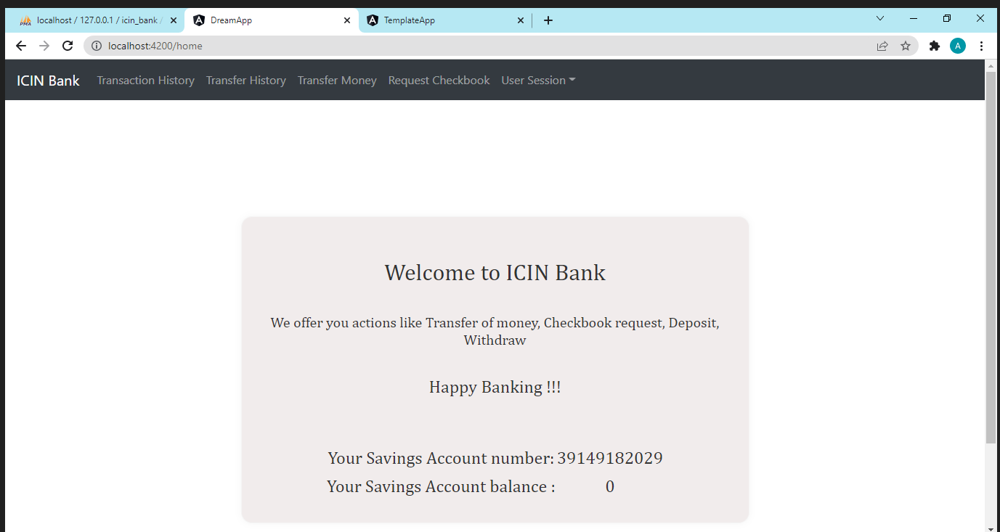 PMA localhost / 127.0.0.1 / icin_bank /
DreamApp
TemplateApp
localhost:4200/home
A
ICIN Bank Transaction History Transfer History Transfer Money Request Checkbook User Session
Welcome to ICIN Bank
We offer you actions like Transfer of money, Checkbook request, Deposit,
Withdraw
Happy Banking !!!
Your Savings Account number: 39149182029
Your Savings Account balance : 0